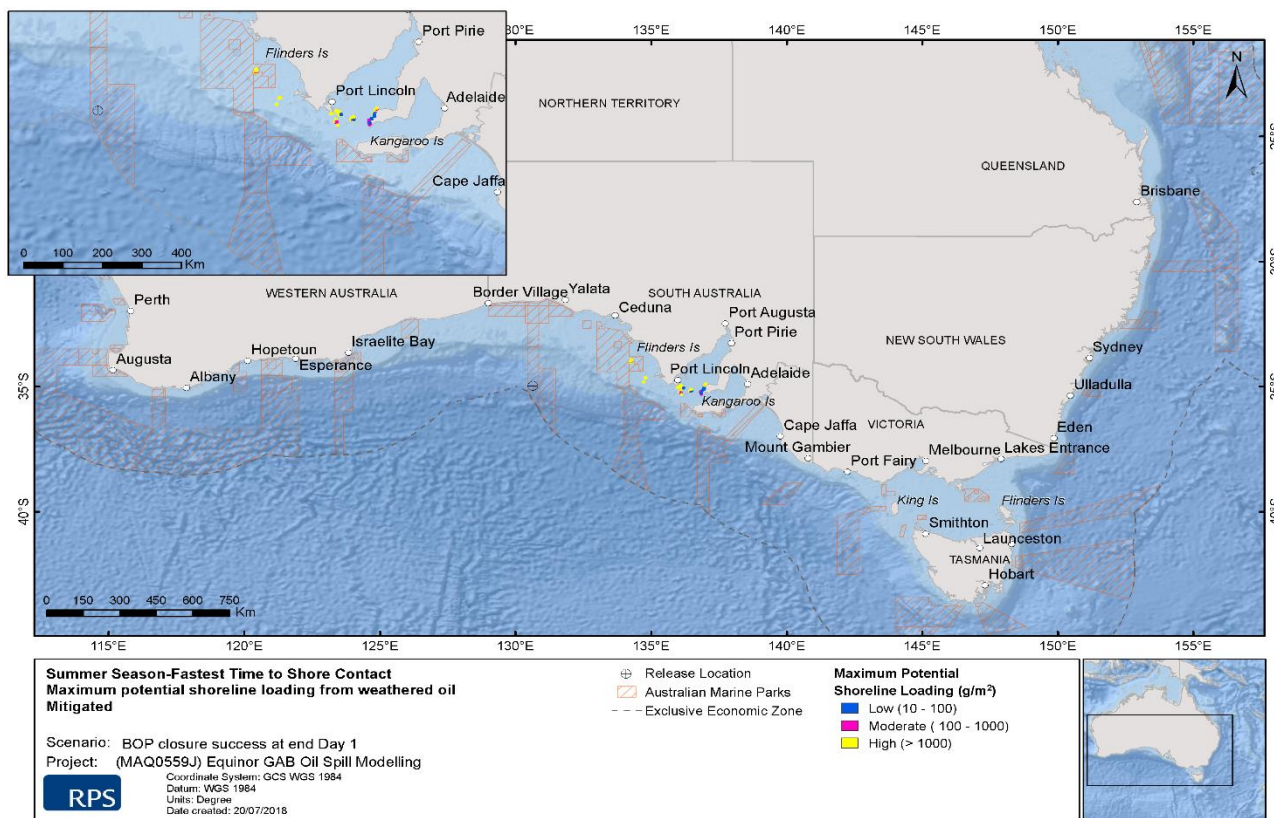 130°E 135°E 140°E 145°E 150°E 155°E
Port Pirie
Flinders Is
Port Lincoln
Adelaide
Kangaroo Is
Cape Jaffa
0 100 200 300 400
Km
N
NORTHERN TERRITORY
QUEENSLAND
25°S
25°S
Brisbane
30°S
30°S
WESTERN AUSTRALIA
SOUTH AUSTRALIA
Perth
Border Village
Yalata
Ceduna
Port Augusta
Port Pirie
NEW SOUTH WALES
Israelite Bay
Flinders Is
Sydney
Augusta
Hopetoun
Esperance
Albany
Port Lincoln
Adelaide
Ulladulla
35°S
35°S
Kangaroo Is
Eden
Cape Jaffa
VICTORIA
Mount Gambier
Melbourne
Lakes Entrance
Port Fairy
King Is
Flinders Is
40°S
40°S
Smithton
Launceston
TASMANIA
Hobart
0 150 300 450 600 750
Km
115°E 120°E 125°E 130°E 135°E 140°E 145°E 150°E 155°E
Summer Season-Fastest Time to Shore Contact
Maximum potential shoreline loading from weathered oil
Mitigated
Scenario: BOP closure success at end Day 1
Project: (MAQ0559J) Equinor GAB Oil Spill Modelling
RPS
Coordinate System: GCS WGS 1984
Datum: WGS 1984
Units: Degree
Date created: 20/07/2018
Release Location
Australian Marine Parks
Exclusive Economic Zone
Maximum Potential
Shoreline Loading (g/m²)
Low (10 - 100)
Moderate ( 100 - 1000)
High (> 1000)